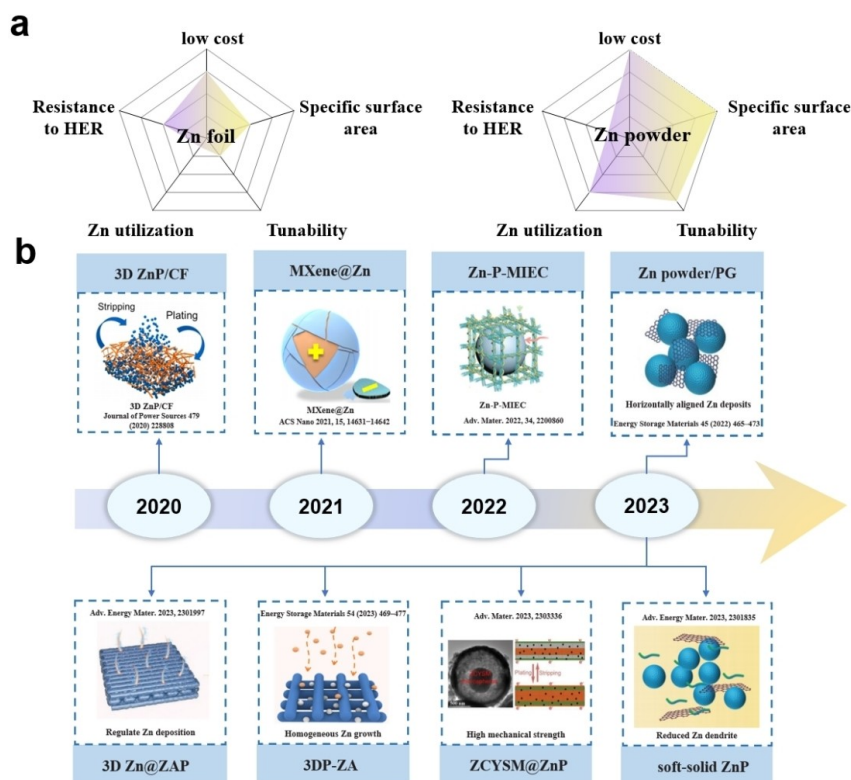 a
low cost
Resistance
to HER
Specific surface
area
Zn foil
Zn utilization
Tunability
low cost
Resistance
to HER
Specific surface
area
Zn powder
Zn utilization
Tunability
b
3D ZnP/CF
Stripping
Plating
3D ZnP/CF
Journal of Power Sources 479
(2020) 228808
MXene@Zn
MXene@Zn
ACS Nano 2021, 15, 14631−14642
Zn-P-MIEC
Zn-P-MIEC
Adv. Mater. 2022, 34, 2200860
Zn powder/PG
Horizontally aligned Zn deposits
Energy Storage Materials 45 (2022) 465–473
2020
2021
2022
2023
Adv. Energy Mater. 2023, 2301997
Regulate Zn deposition
3D Zn@ZAP
Energy Storage Materials 54 (2023) 469–477
Homogeneous Zn growth
3DP-ZA
Adv. Mater. 2023, 2303336
Plating
Stripping
High mechanical strength
ZCYSM@ZnP
Adv. Energy Mater. 2023, 2301835
Reduced Zn dendrite
soft-solid ZnP